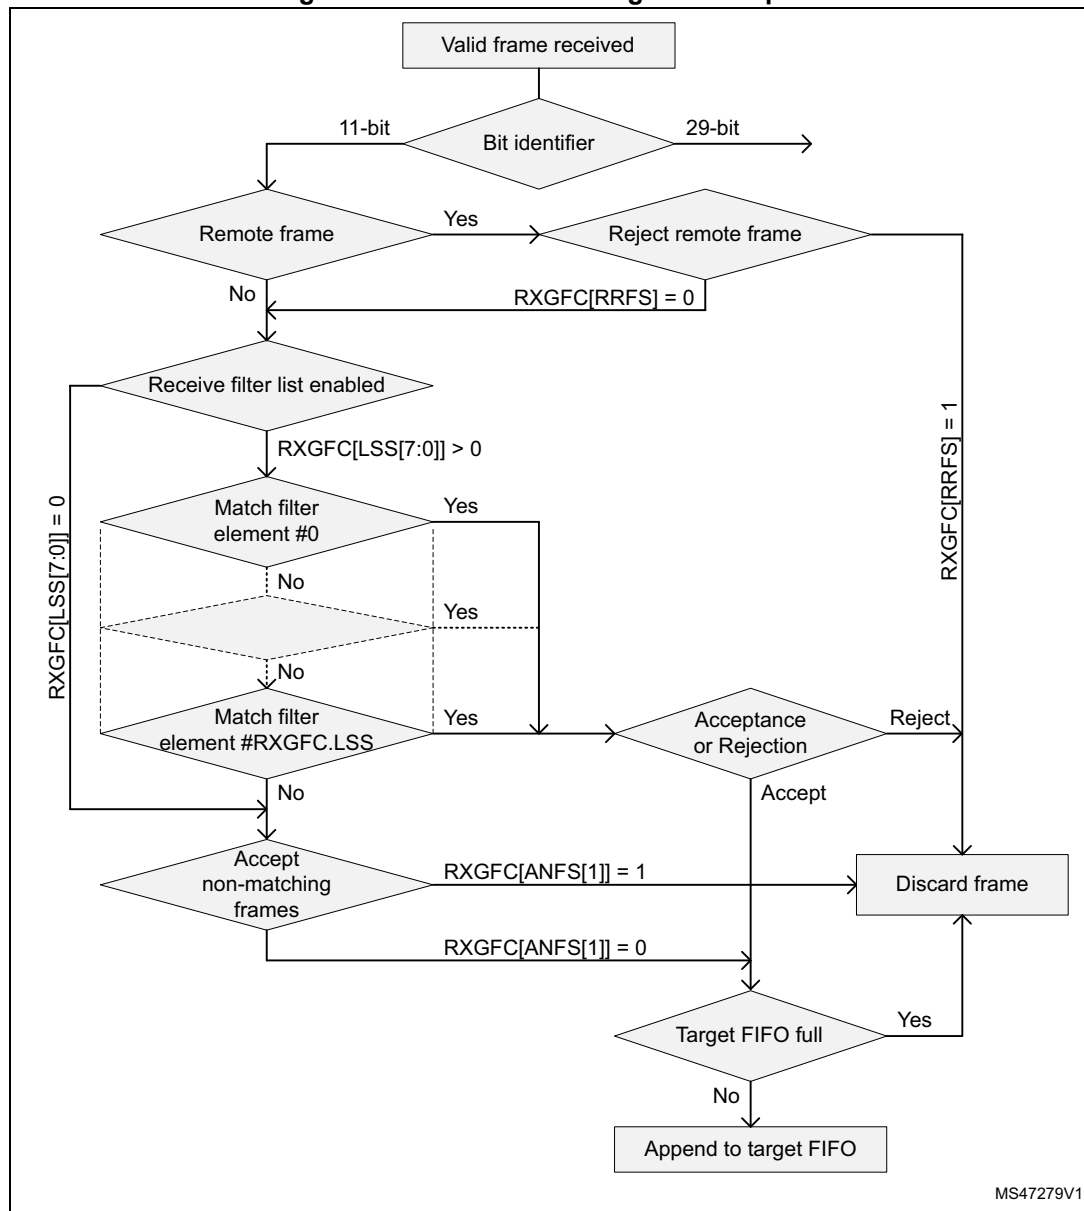 Valid frame received
11-bit
Bit identifier
29-bit
Remote frame
Yes
Reject remote frame
No
RXGFC[RRFS] = 0
Receive filter list enabled
RXGFC[LSS[7:0]] > 0
RXGFC[LSS[7:0]] = 0
RXGFC[RRFS] = 1
Match filter
element #0
Yes
No
Yes
No
Match filter
element #RXGFC.LSS
Yes
Acceptance
or Rejection
Reject
No
Accept
Accept
non-matching
frames
RXGFC[ANFS[1]] = 1
Discard frame
RXGFC[ANFS[1]] = 0
Target FIFO full
Yes
No
Append to target FIFO
MS47279V1